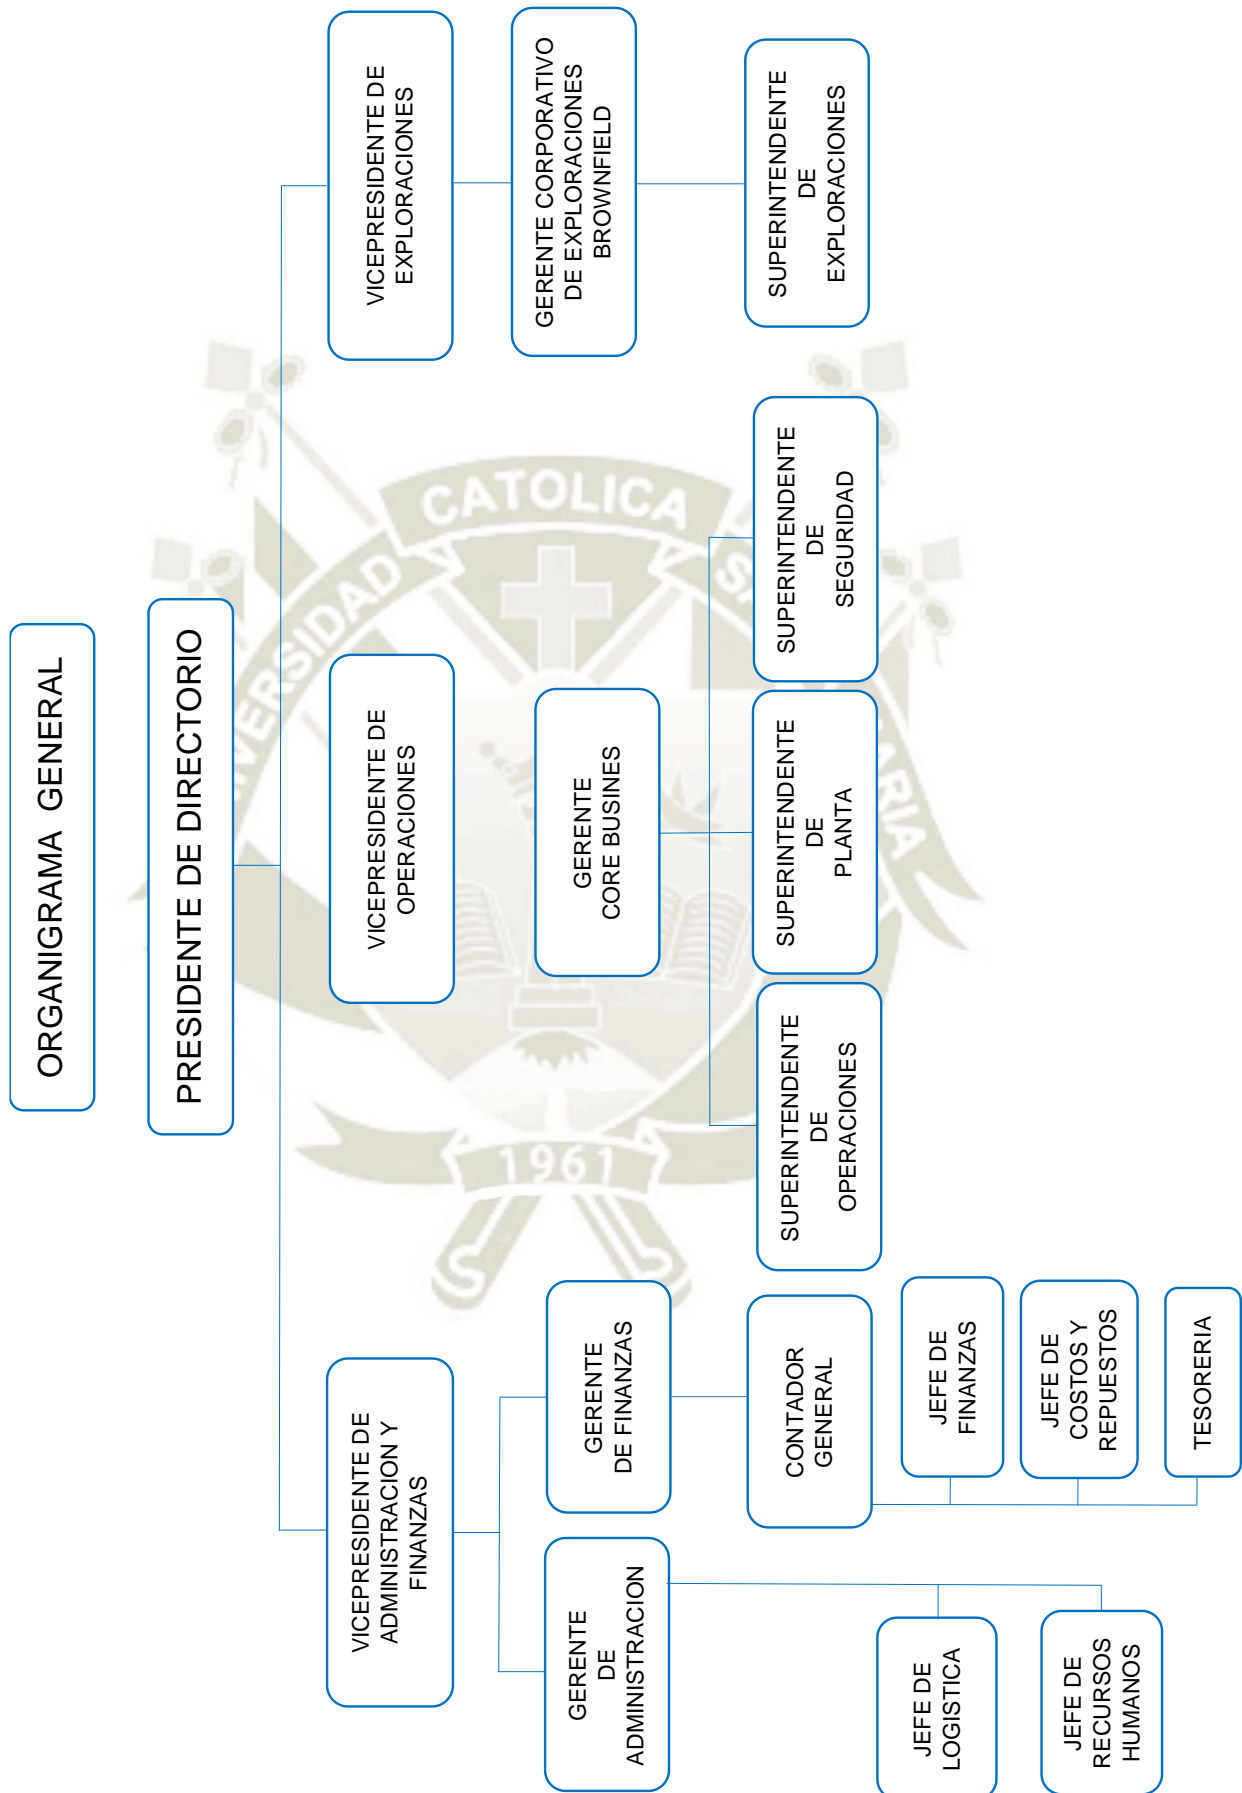 ORGANIGRAMA GENERAL
PRESIDENTE DE DIRECTORIO
VICEPRESIDENTE DE
ADMINISTRACION Y
FINANZAS
VICEPRESIDENTE DE
OPERACIONES
VICEPRESIDENTE DE
EXPLORACIONES
GERENTE
DE
ADMINISTRACION
GERENTE
DE FINANZAS
GERENTE
CORE BUSINES
GERENTE CORPORATIVO
DE EXPLORACIONES
BROWNFIELD
CONTADOR
GENERAL
SUPERINTENDENTE
DE
OPERACIONES
SUPERINTENDENTE
DE
PLANTA
SUPERINTENDENTE
DE
SEGURIDAD
SUPERINTENDENTE
DE
EXPLORACIONES
JEFE DE
LOGISTICA
JEFE DE
RECURSOS
HUMANOS
JEFE DE
FINANZAS
JEFE DE
COSTOS Y
REPUESTOS
TESORERIA
CATOLICA
1961